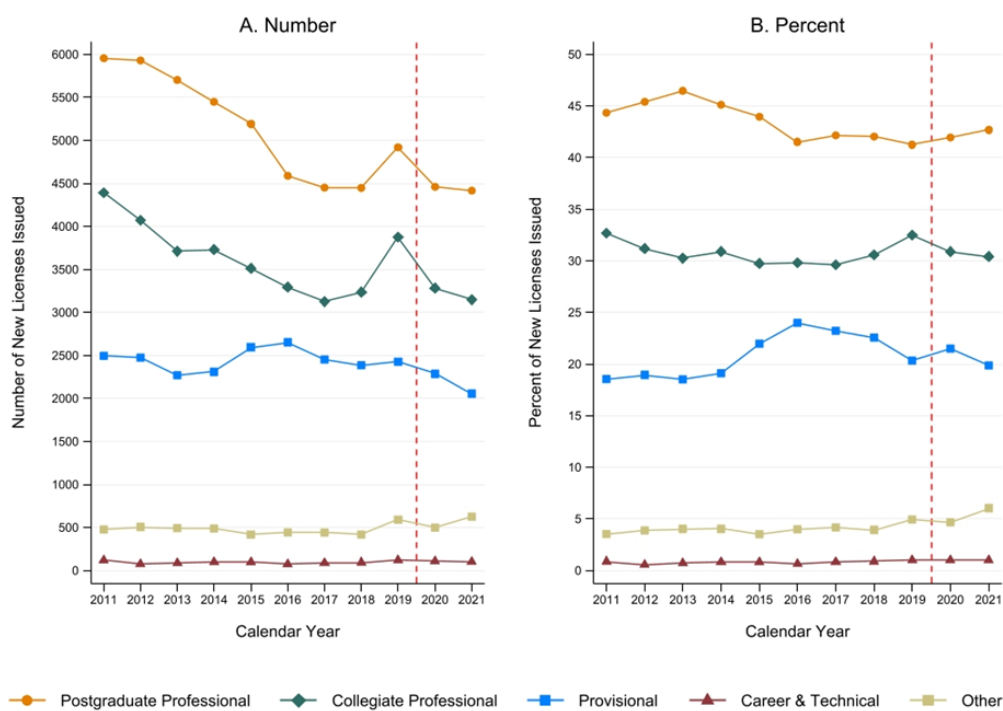 A. Number
Number of New Licenses Issued
6000
5500
5000
4500
4000
3500
3000
2500
2000
1500
1000
500
0
2011 2012 2013 2014 2015 2016 2017 2018 2019 2020 2021
Calendar Year
B. Percent
Percent of New Licenses Issued
50
45
40
35
30
25
20
15
10
5
0
2011 2012 2013 2014 2015 2016 2017 2018 2019 2020 2021
Calendar Year
Postgraduate Professional Collegiate Professional Provisional Career & Technical Other